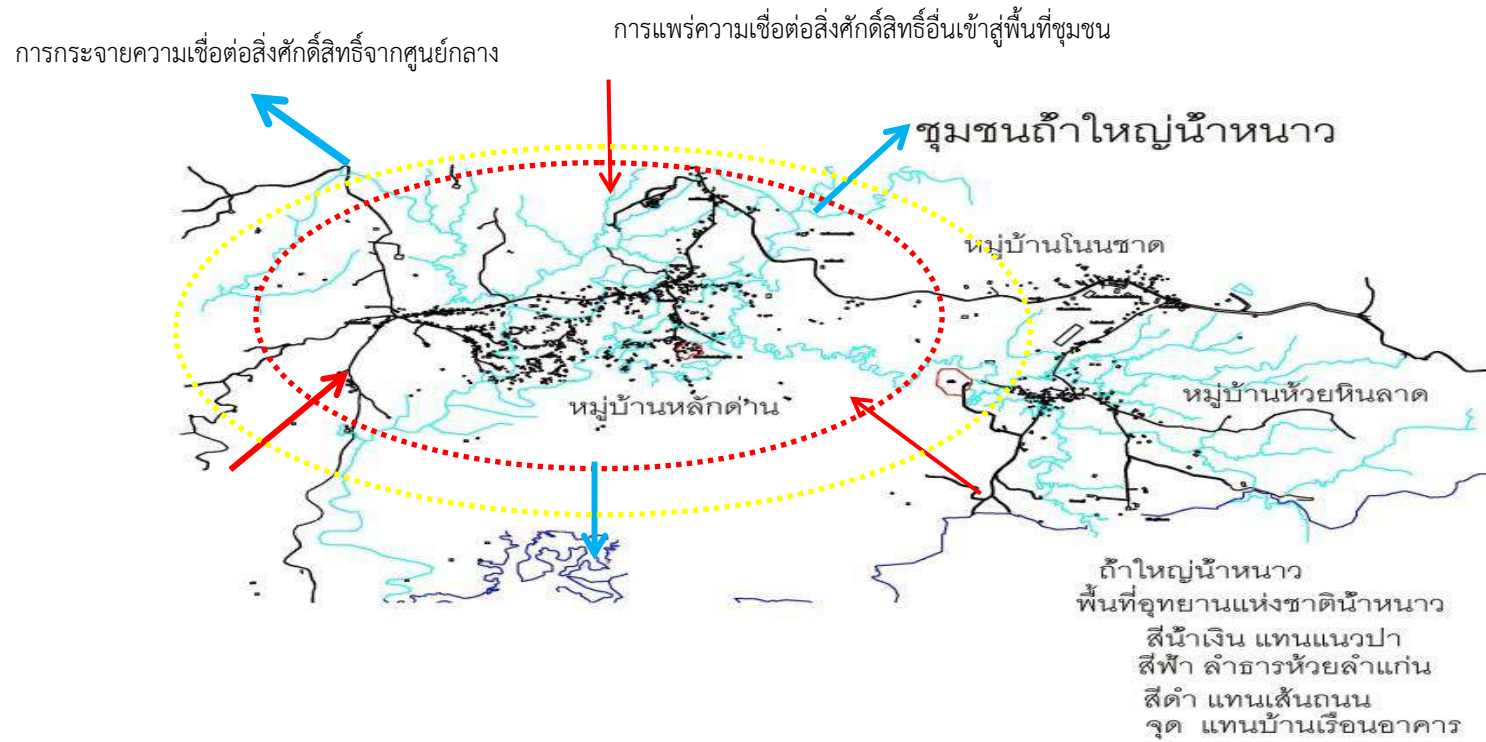 การแพร่ความเชื่อต่อสิ่งศักดิ์สิทธิ์อื่นเข้าสู่พื้นที่ชุมชน
การกระจายความเชื่อต่อสิ่งศักดิ์สิทธิ์จากศูนย์กลาง
ชุมชนถ้ำใหญ่น้ำหนาว
หมู่บ้านโนนชาด
หมู่บ้านห้วยหินลาด
หมู่บ้านหลักด่าน
ถ้ำใหญ่น้ำหนาว
พื้นที่อุทยานแห่งชาติน้ำหนาว
สีน้ำเงิน แทนแนวปา
สีฟ้า ลำธารห้วยลำแก่น
สีดำ แทนเส้นถนน
จุด แทนบ้านเรือนอาคาร